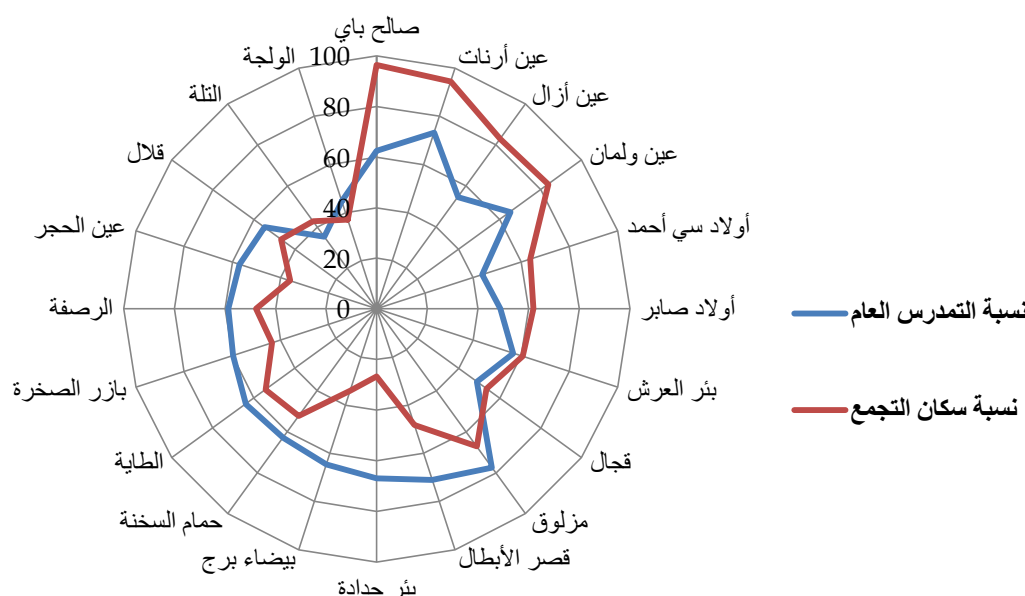 صالح باي
عين أرنات
عين أزال
عين ولمان
أولاد سي أحمد
أولاد صابر
بئر العرش
قجال
مزلوق
قصر الأبطال
بئر حدادة
بيضاء برج
حمام السخنة
الطاية
بازر الصخرة
الرصفة
عين الحجر
قلال
التلة
الولجة
100
80
60
40
20
0
نسبة التمدرس العام
نسبة سكان التجمع